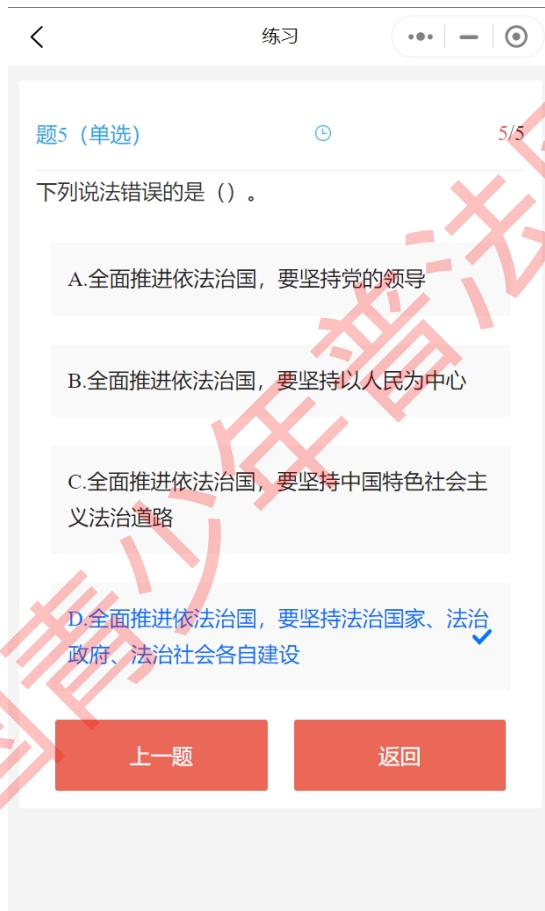 练习
题5（单选）
5/5
下列说法错误的是（）。
A.全面推进依法治国，要坚持党的领导
B.全面推进依法治国，要坚持以人民为中心
C.全面推进依法治国，要坚持中国特色社会主
义法治道路
D.全面推进依法治国，要坚持法治国家、法治
政府、法治社会各自建设
上一题
返回
国青少年普法网